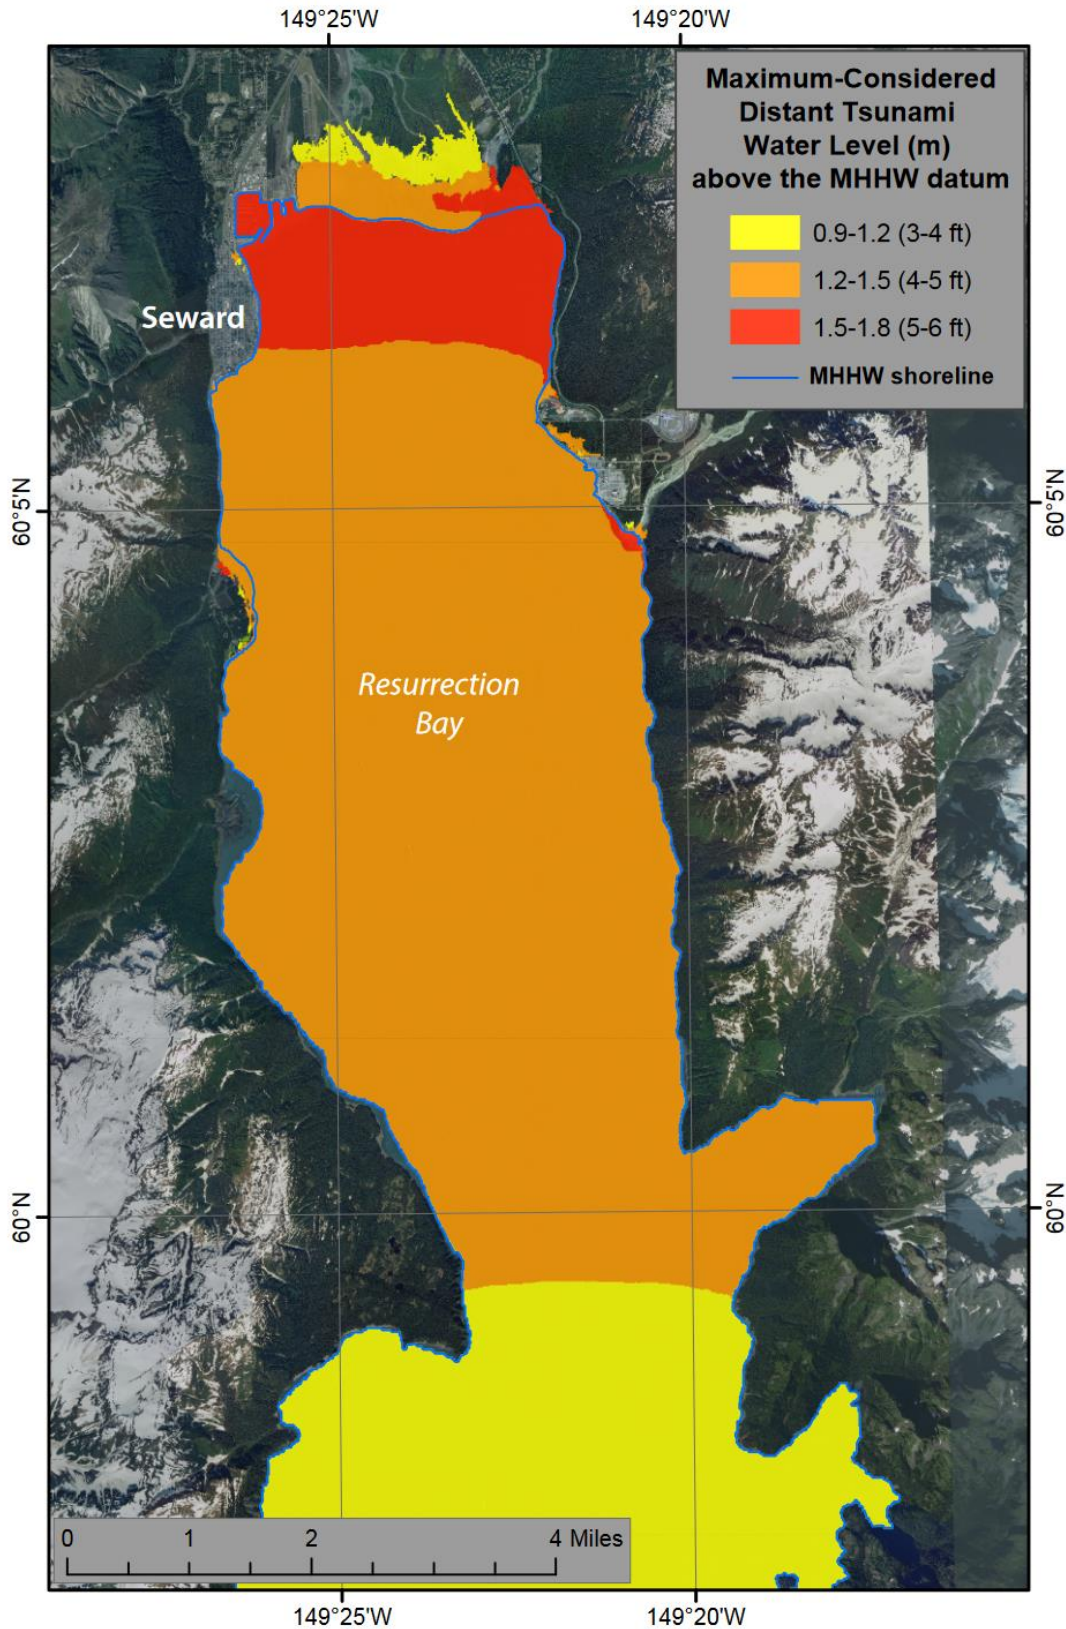 149°25'W
149°20'W
Maximum-Considered
Distant Tsunami
Water Level (m)
above the MHHW datum
0.9-1.2 (3-4 ft)
1.2-1.5 (4-5 ft)
1.5-1.8 (5-6 ft)
MHHW shoreline
Seward
60°5'N
60°5'N
Resurrection
Bay
60°N
60°N
0 1 2 4 Miles
149°25'W
149°20'W